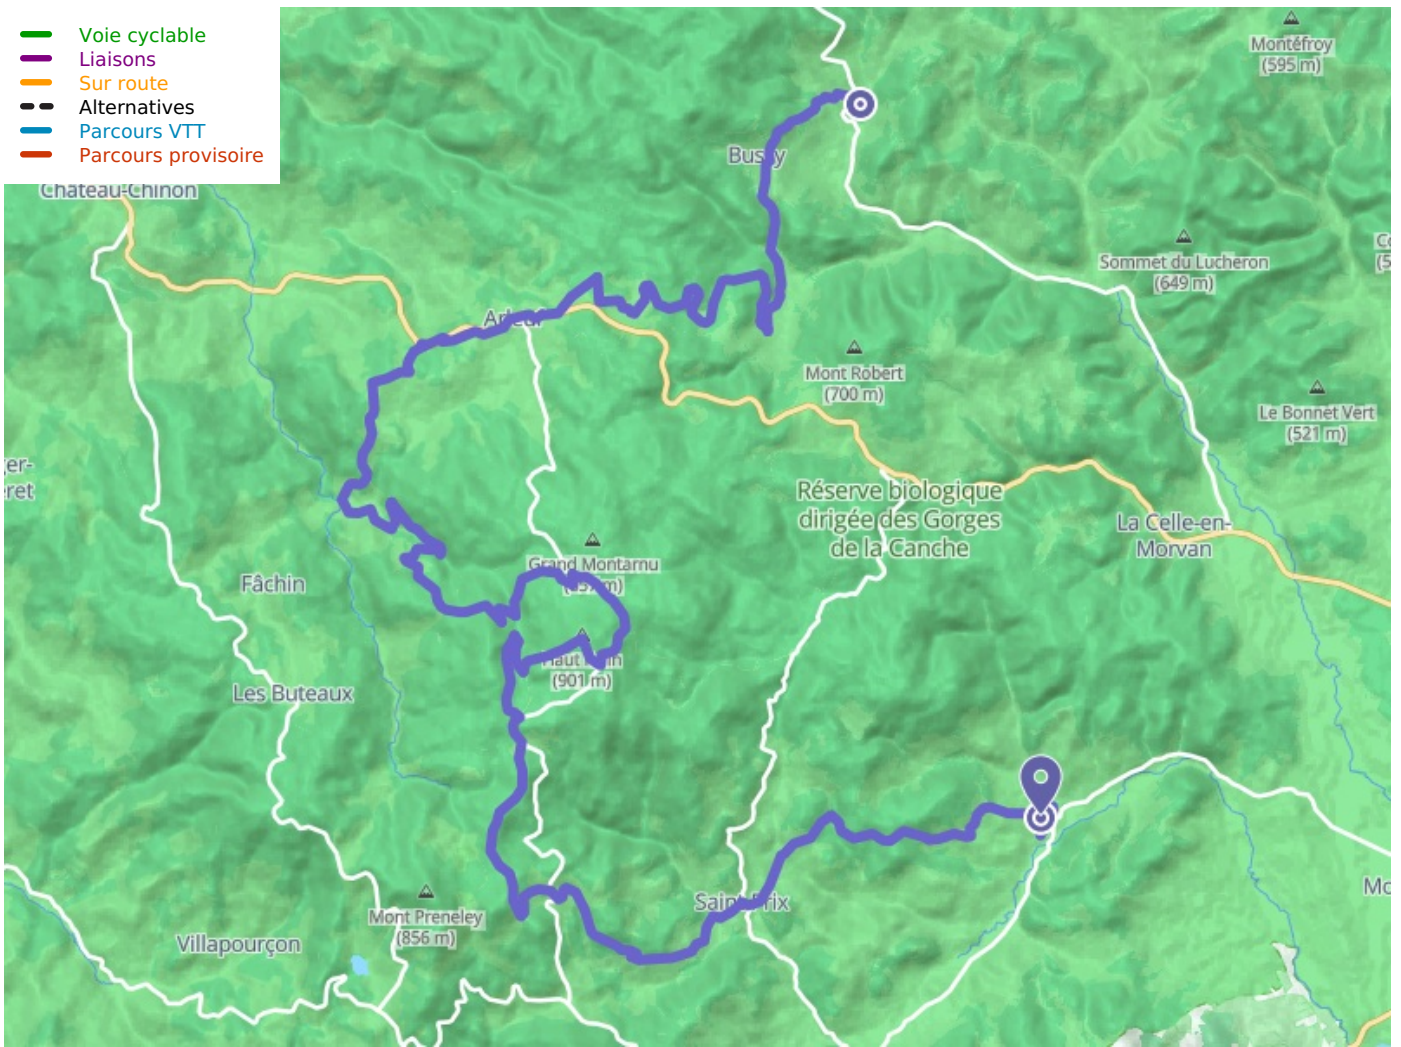 Voie cyclable
Liaisons
Sur route
Alternatives
Parcours VTT
Parcours provisoire
Montéfroy
(595 m)
Château-Chinon
Sommet du Lucheron
(649 m)
Mont Robert
(700 m)
Le Bonnet Vert
(521 m)
Réserve biologique
dirigée des Gorges
de la Canche
La Celle-en-
Morvan
Grand Montarnu
Fâchin
(901 m)
Les Buteaux
Mont Preneley
(856 m)
Villapourçon